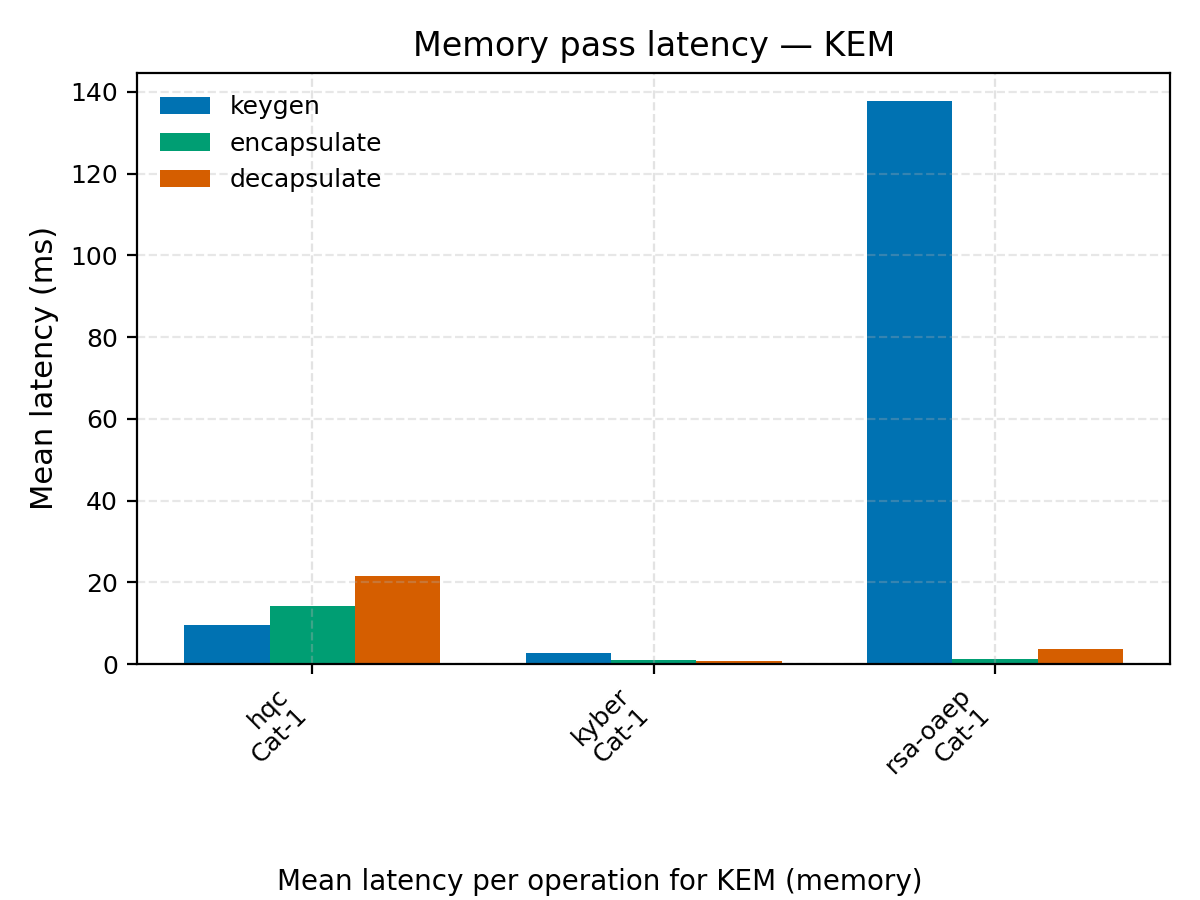 Memory pass latency — KEM
keygen
encapsulate
decapsulate
Mean latency (ms)
140
120
100
80
60
40
20
0
hqc
Cat-1
kyber
Cat-1
rsa-oaep
Cat-1
Mean latency per operation for KEM (memory)